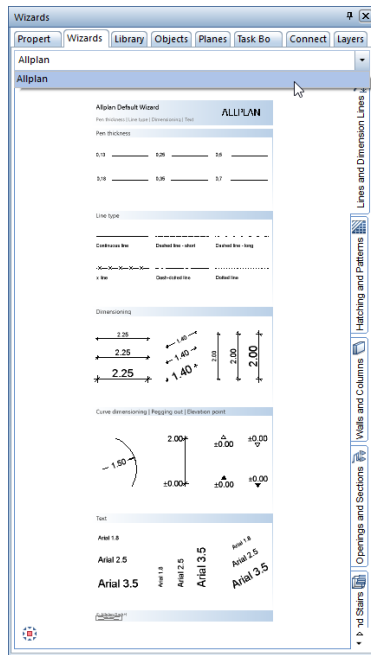 Wizards
Propert Wizards Library Objects Planes Task Bo Connect Layers
Allplan
Allplan
Allplan Default Wizard
ALLPLAN
Pen thickness | Line type | Dimensioning | Text
Pen thickness
0,13 0,25 0,5
0,18 0,35 0,7
Line type
Continuous line Dashed line - short Dashed line - long
x line Dash-dotted line Dotted line
Dimensioning
2.25 1.40 2.00 2.00 2.00
2.25 1.40
2.25 1.40
Curve dimensioning | Pegging out | Elevation point
1.50 2.00 ±0.00 ±0.00
±0.00 ±0.00 ±0.00
Text
Arial 1.8
Arial 2.5
Arial 3.5
Arial 1.8
Arial 2.5
Arial 3.5
Arial 1.8
Arial 2.5
Arial 3.5
Lines and Dimension Lines
Hatching and Patterns
Walls and Columns
Openings and Sections
nd Stairs